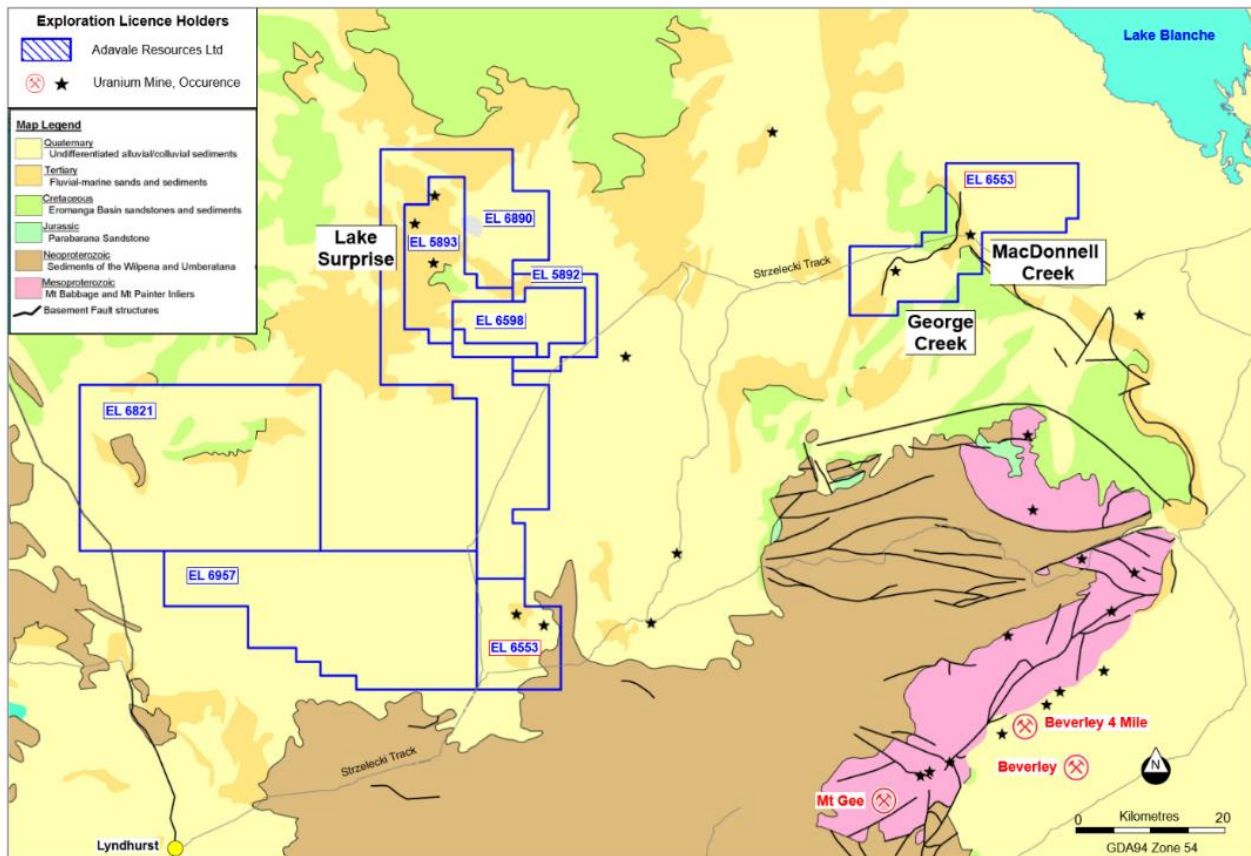 Exploration Licence Holders
Adavale Resources Ltd
Uranium Mine, Occurence
Map Legend
Quaternary
Undifferentiated alluvial/colluvial sediments
Tertiary
Fluvial-marine sands and sediments
Cretaceous
Eromanga Basin sandstones and sediments
Jurassic
Parabarana Sandstone
Neoproterozoic
Sediments of the Wilpena and Umberatana
Mesoproterozoic
Mt Babbage and Mt Painter Inliers
Basement Fault structures
Lake Blanche
EL 6553
EL 6890
Lake
Surprise
EL 5893
EL 5892
MacDonnell
Creek
Strzelecki Track
EL 6598
George
Creek
EL 6821
EL 6957
EL 6553
Beverley 4 Mile
Beverley
Mt Gee
N
Strzelecki Track
0 Kilometres 20
GDA94 Zone 54
Lyndhurst